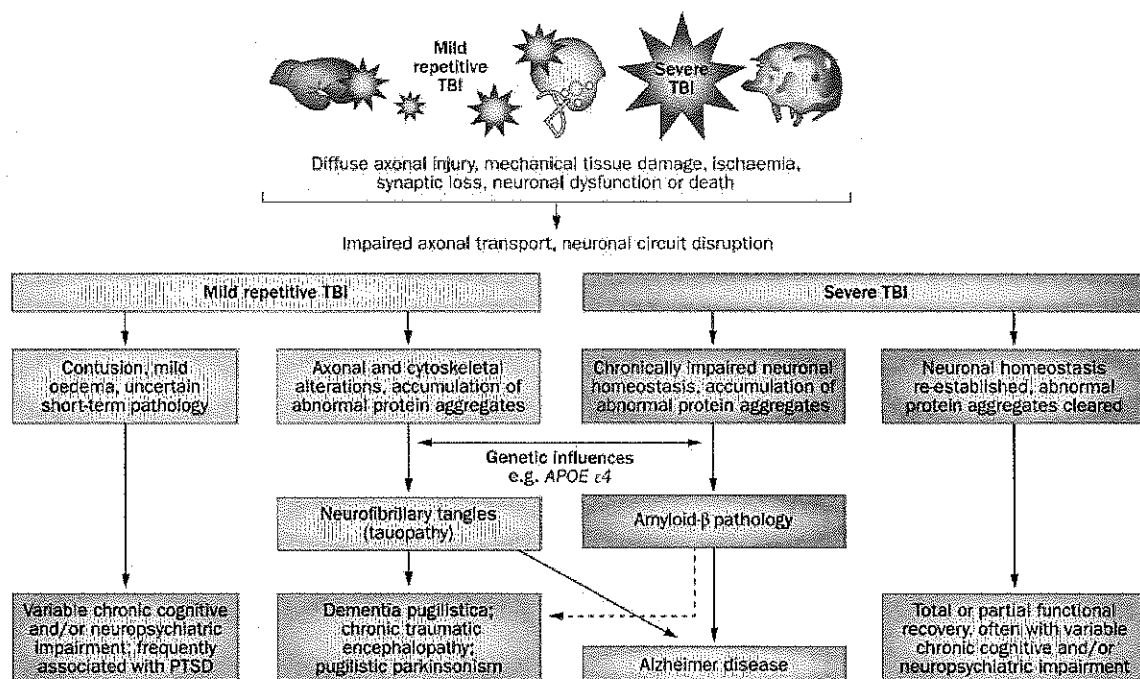 Mild
repetitive
TBI
Severe
TBI
Diffuse axonal injury, mechanical tissue damage, ischaemia,
synaptic loss, neuronal dysfunction or death
Impaired axonal transport, neuronal circuit disruption
Mild repetitive TBI
Severe TBI
Contusion, mild
oedema, uncertain
short-term pathology
Axonal and cytoskeletal
alterations, accumulation of
abnormal protein aggregates
Chronically impaired neuronal
homeostasis, accumulation of
abnormal protein aggregates
Neuronal homeostasis
re-established, abnormal
protein aggregates cleared
Genetic influences
e.g. APOE ε4
Neurofibrillary tangles
(tauopathy)
Amyloid-β pathology
Variable chronic cognitive
and/or neuropsychiatric
impairment; frequently
associated with PTSD
Dementia pugilistica;
chronic traumatic
encephalopathy;
pugilistic parkinsonism
Alzheimer disease
Total or partial functional
recovery, often with variable
chronic cognitive and/or
neuropsychiatric impairment